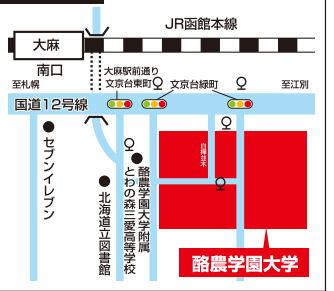 JR函館本線
大麻
南口
大麻駅前通り
文京台東町
文京台緑町
至札幌
至江別
国道12号線
セブンイレブン
北海道立図書館
酪農学園大学附属
とわの森三愛高等学校
白樺並木
酪農学園大学